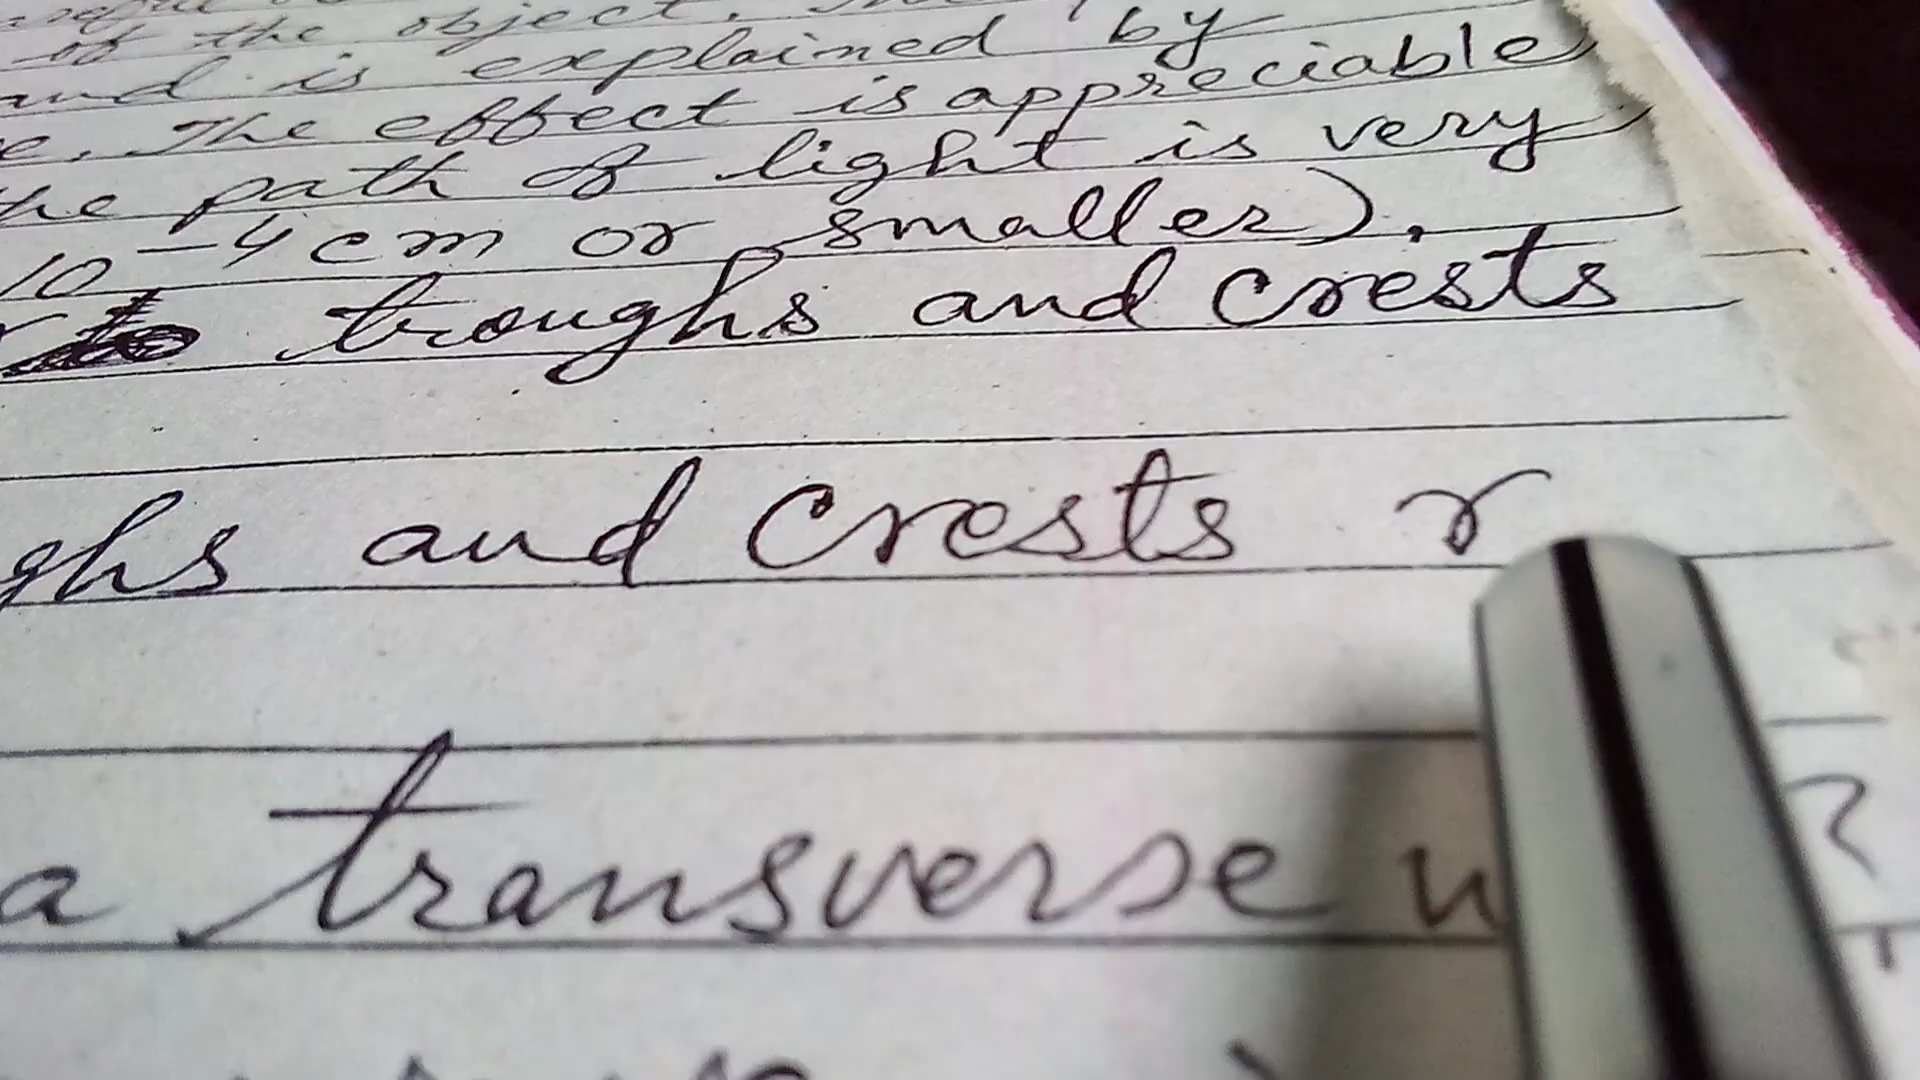 of the object.
and is explained by
e. The effect is appreciable
the path of light is very
10 -4 cm or smaller).
to troughs and crests
ghs and crests r
a transverse w